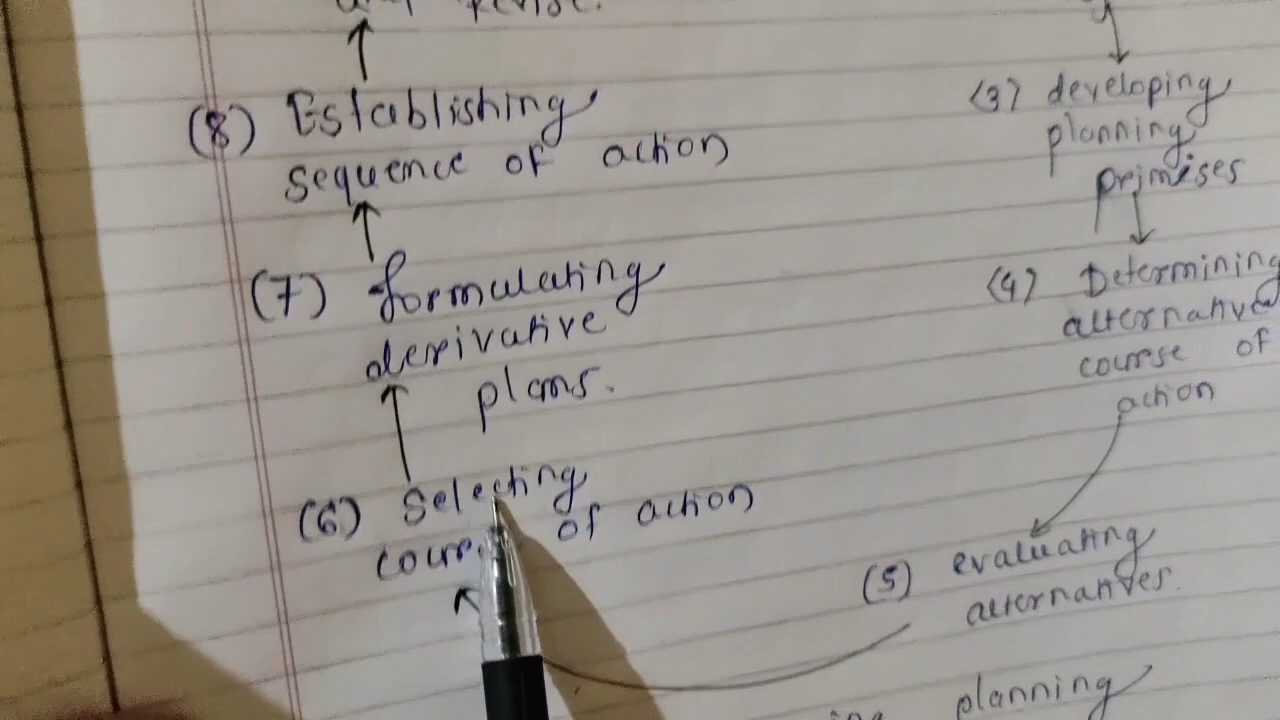 (8) Establishing
sequence of action
(7) formulating
derivative
plans.
(6) Selecting
of action
(3) developing
planning
primises
(4) Determining
alternative
course of
action
(5) evaluating
alternatives.
planning